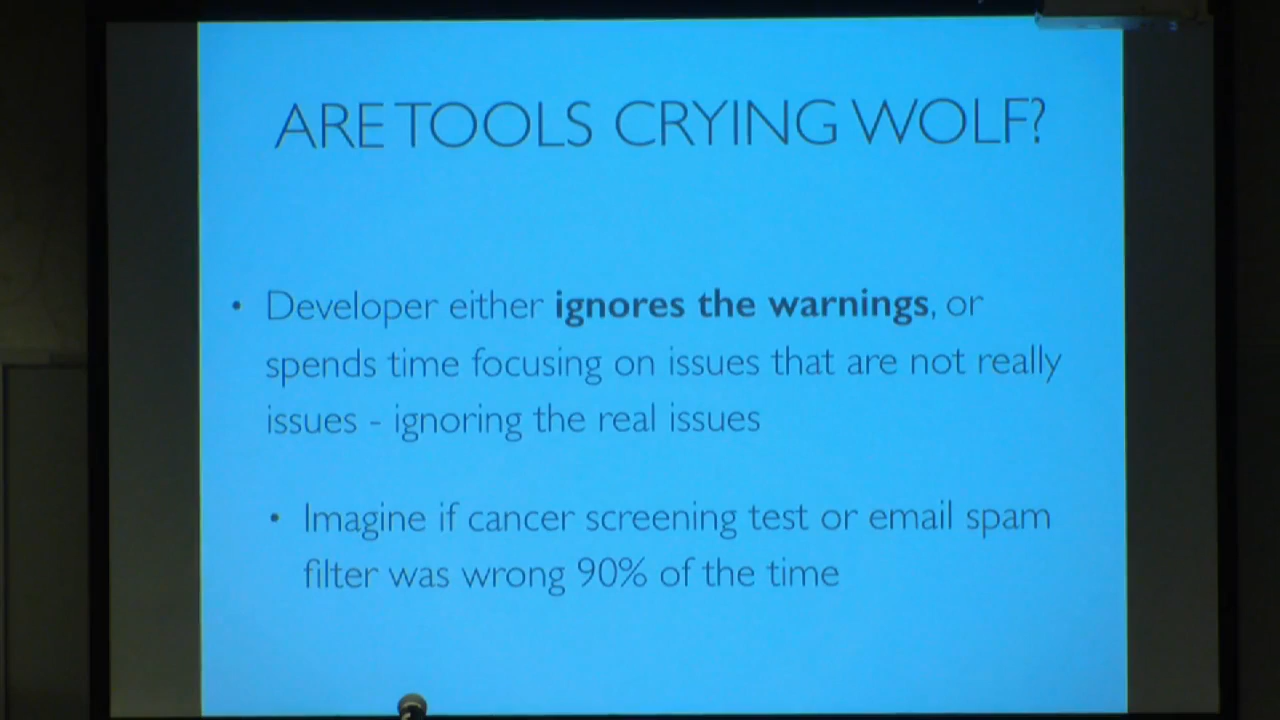 ARE TOOLS CRYING WOLF?
• Developer either ignores the warnings, or
spends time focusing on issues that are not really
issues - ignoring the real issues
• Imagine if cancer screening test or email spam
filter was wrong 90% of the time